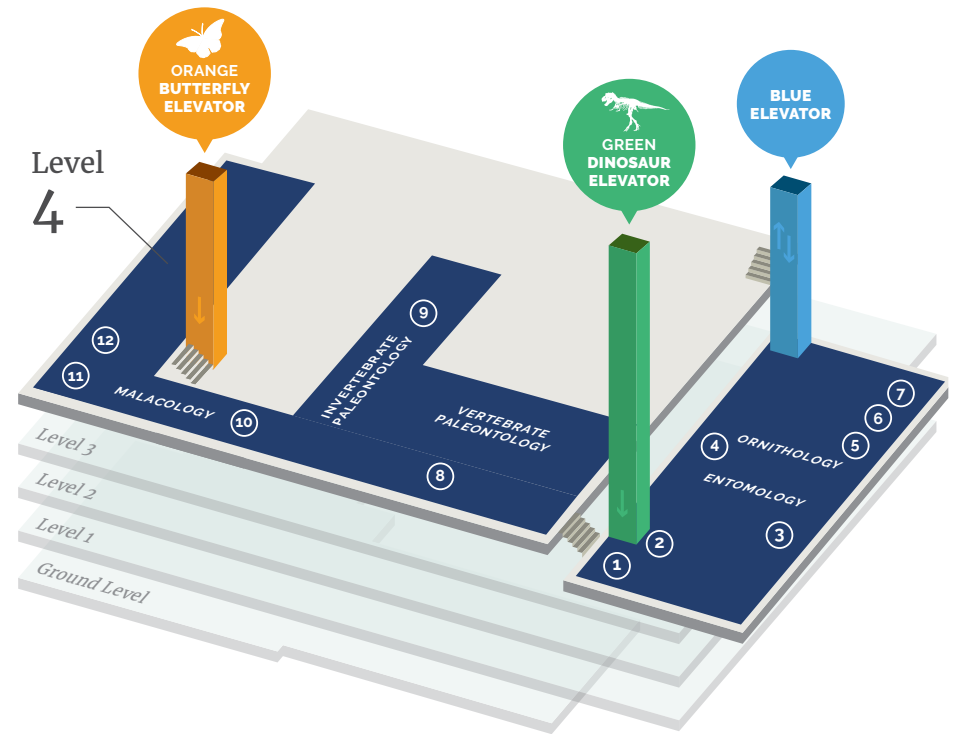 ORANGE
BUTTERFLY
ELEVATOR
GREEN
DINOSAUR
ELEVATOR
BLUE
ELEVATOR
Level
4
12
11
MALACOLOGY
10
9
INVERTEBRATE
PALEONTOLOGY
VERTEBRATE
PALEONTOLOGY
8
7
6
5
4
ORNITHOLOGY
ENTOMOLOGY
3
2
1
Level 3
Level 2
Level 1
Ground Level